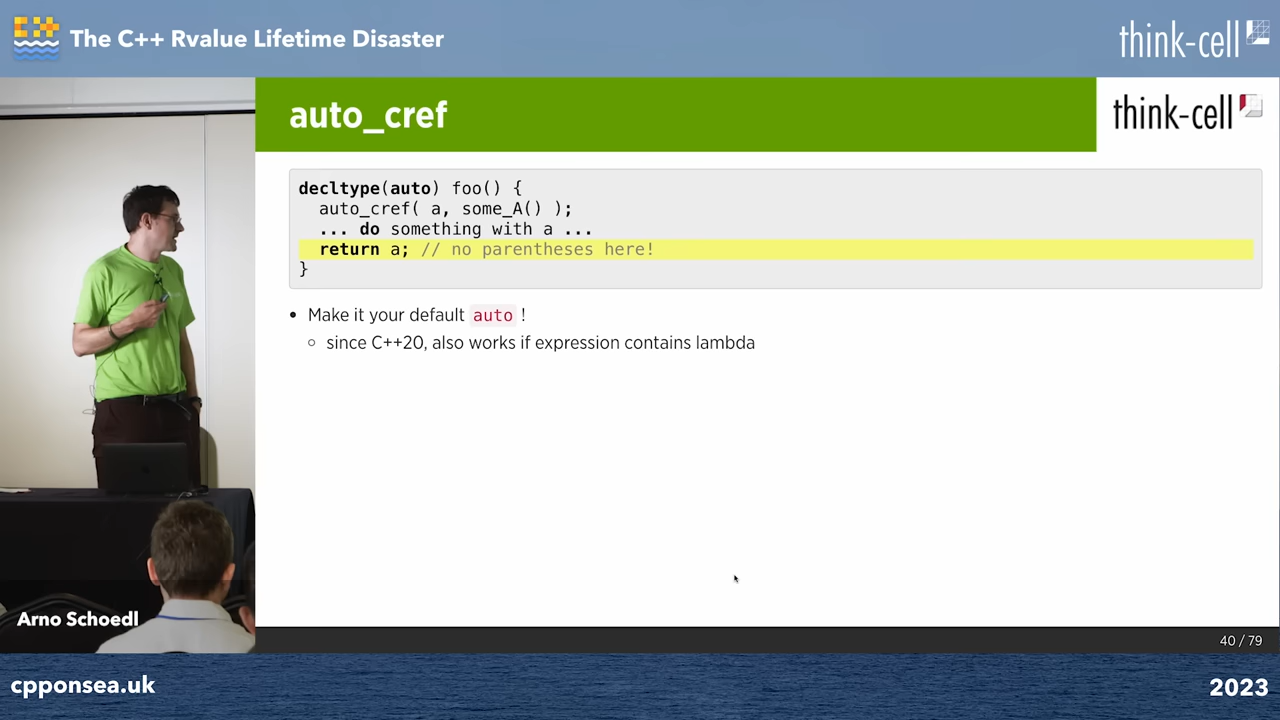 The C++ Rvalue Lifetime Disaster
think-cell
auto_cref
think-cell
decltype(auto) foo() {
auto_cref( a, some_A() );
... do something with a ...
return a; // no parentheses here!
}
• Make it your default auto !
○ since C++20, also works if expression contains lambda
Arno Schoedl
40 / 79
cpponsea.uk
2023